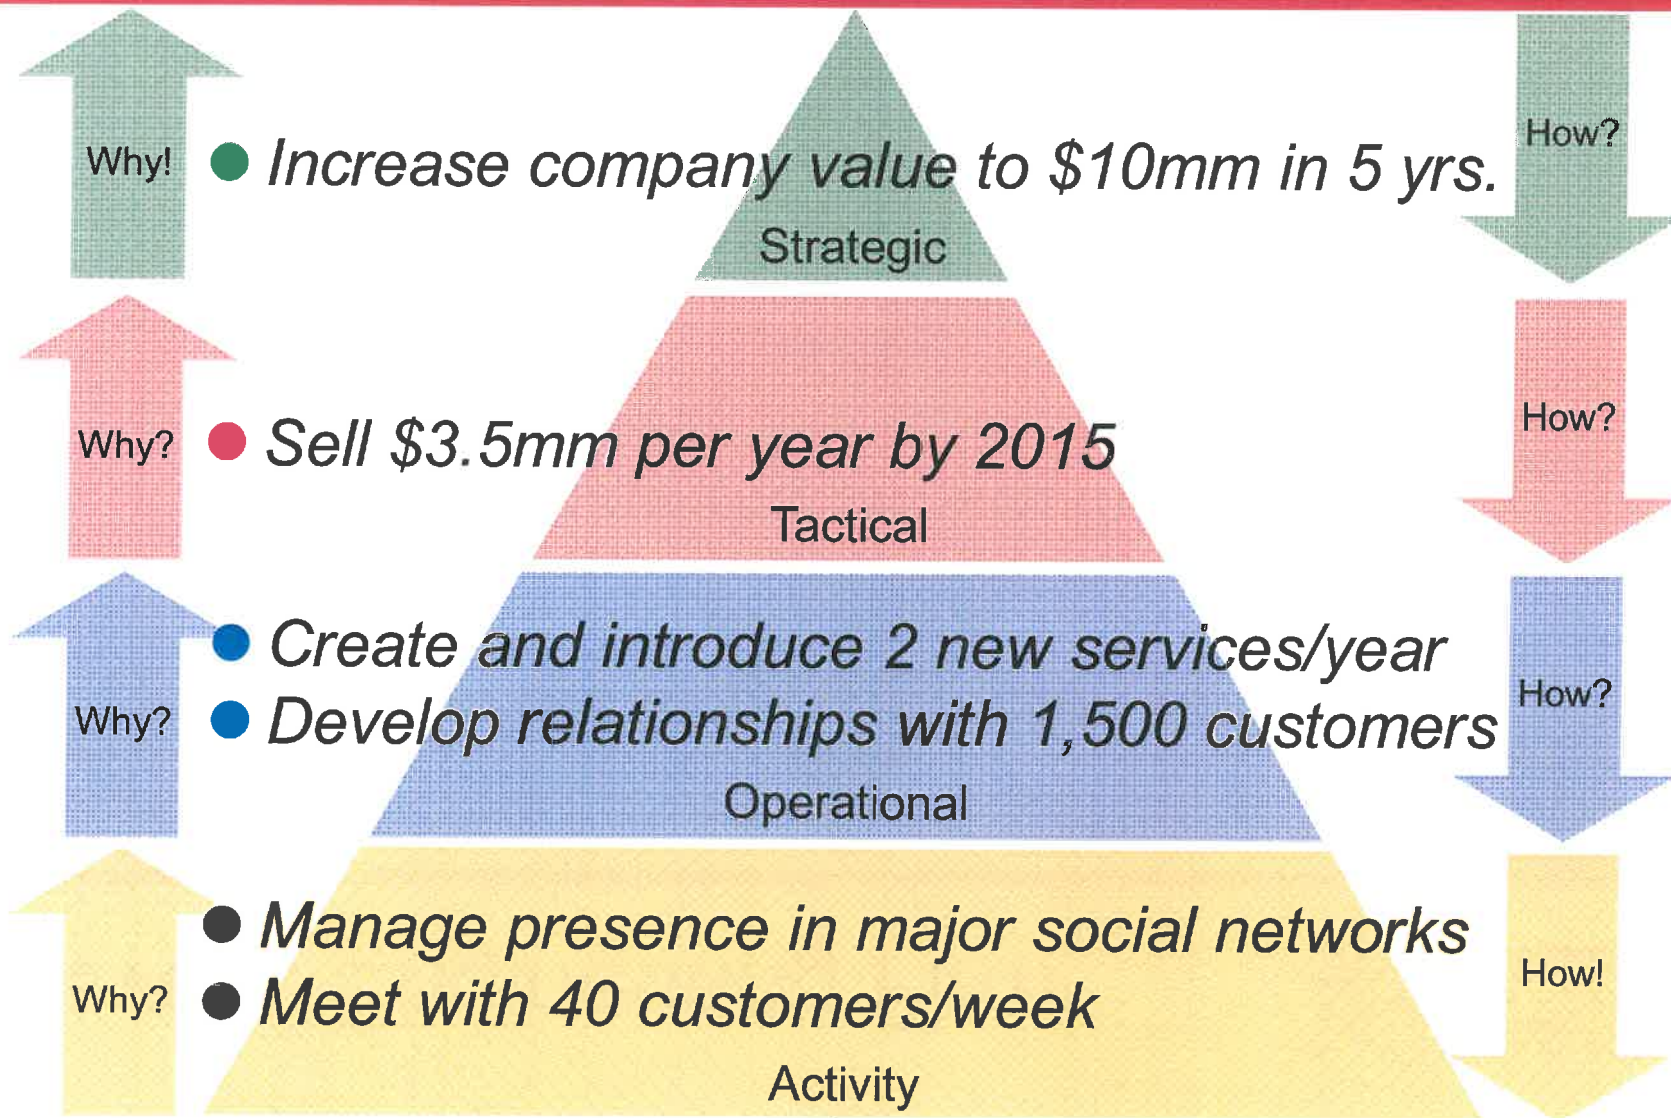 Why!
● Increase company value to $10mm in 5 yrs.
How?
Strategic
Why?
● Sell $3.5mm per year by 2015
How?
Tactical
● Create and introduce 2 new services/year
Why?
● Develop relationships with 1,500 customers
How?
Operational
● Manage presence in major social networks
Why?
● Meet with 40 customers/week
How!
Activity